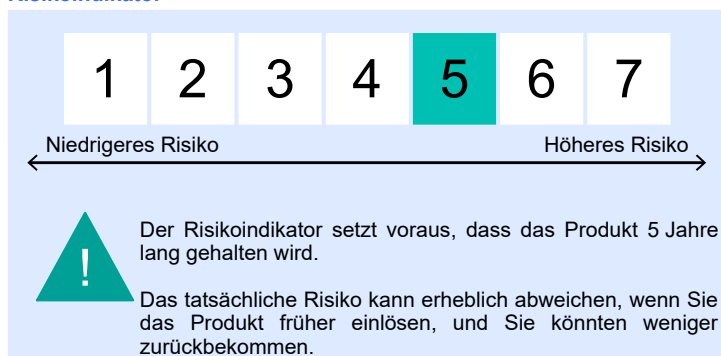 Risikoindikator
1 2 3 4 5 6 7
Niedrigeres Risiko Höheres Risiko
! Der Risikoindikator setzt voraus, dass das Produkt 5 Jahre
lang gehalten wird.
Das tatsächliche Risiko kann erheblich abweichen, wenn Sie
das Produkt früher einlösen, und Sie könnten weniger
zurückbekommen.